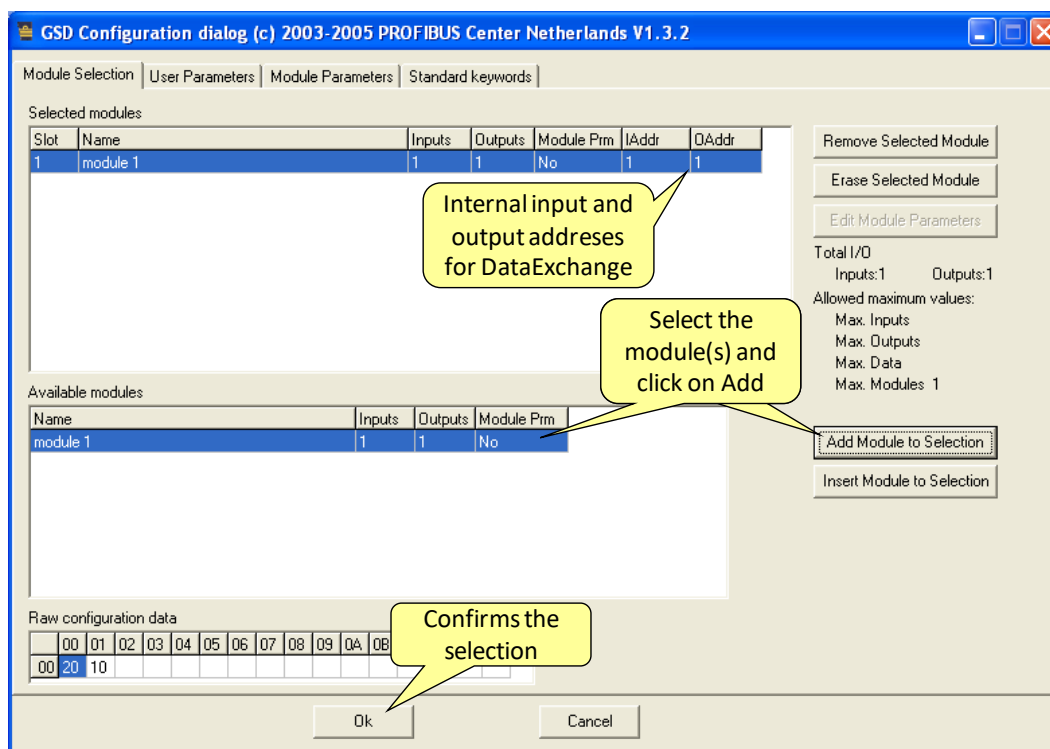 GSD Configuration dialog (c) 2003-2005 PROFIBUS Center Netherlands V1.3.2
Module Selection User Parameters Module Parameters Standard keywords
Selected modules
Slot Name Inputs Outputs Module Prm IAddr OAddr
1 module 1 1 1 No 1 1
Internal input and
output addreses
for DataExchange
Remove Selected Module
Erase Selected Module
Edit Module Parameters
Total I/O
Inputs:1 Outputs:1
Allowed maximum values:
Max. Inputs
Max. Outputs
Max. Data
Max. Modules 1
Select the
module(s) and
click on Add
Available modules
Name Inputs Outputs Module Prm
module 1 1 1 No
Add Module to Selection
Insert Module to Selection
Raw configuration data
00 01 02 03 04 05 06 07 08 09 0A 0B
00 20 10
Confirms the
selection
Ok Cancel